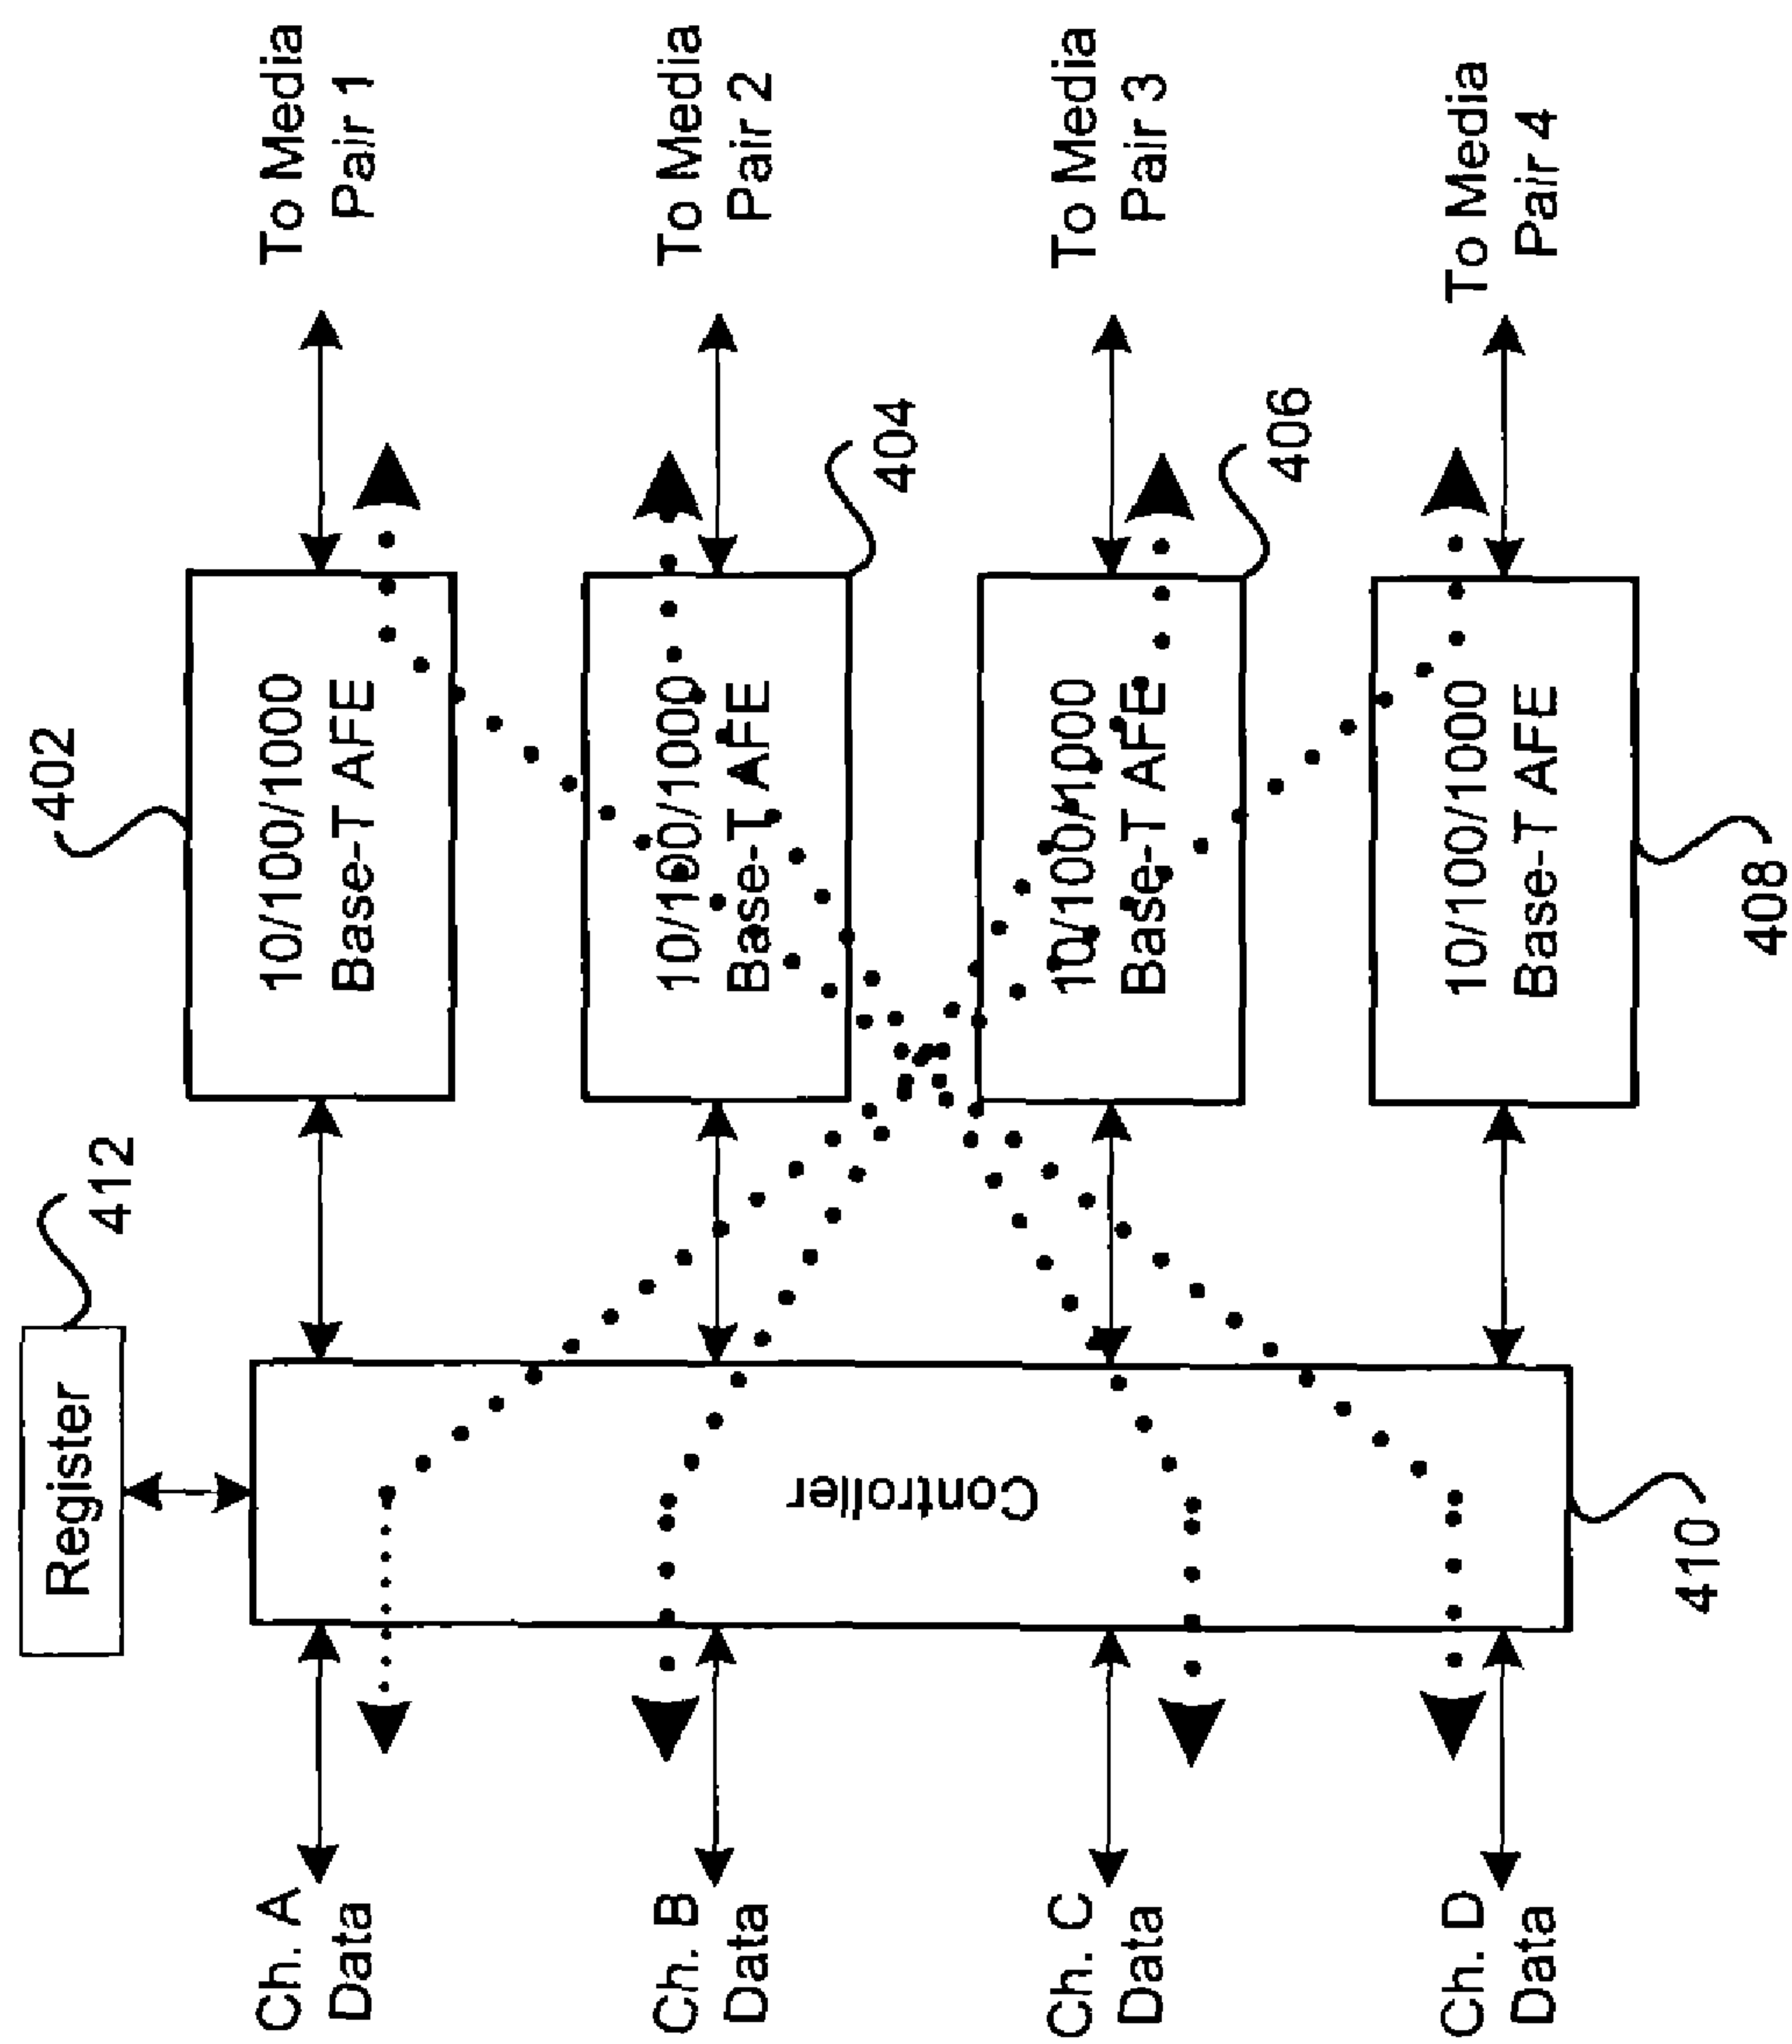 Register
412
Ch. A
Data
Ch. B
Data
Ch. C
Data
Ch. D
Data
Controller
410
402
10/100/1000
Base-T AFE
10/100/1000
Base-T AFE
404
10/100/1000
Base-T AFE
406
10/100/1000
Base-T AFE
408
To Media
Pair 1
To Media
Pair 2
To Media
Pair 3
To Media
Pair 4